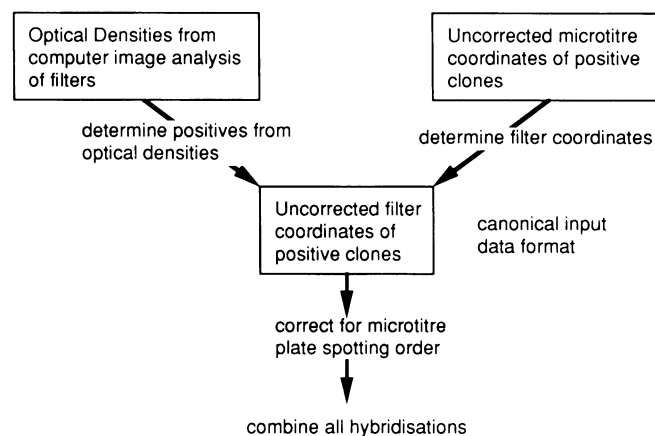 Optical Densities from
computer image analysis
of filters
Uncorrected microtitre
coordinates of positive
clones
determine positives from
optical densities
determine filter coordinates
Uncorrected filter
coordinates of
positive clones
canonical input
data format
correct for microtitre
plate spotting order
combine all hybridisations